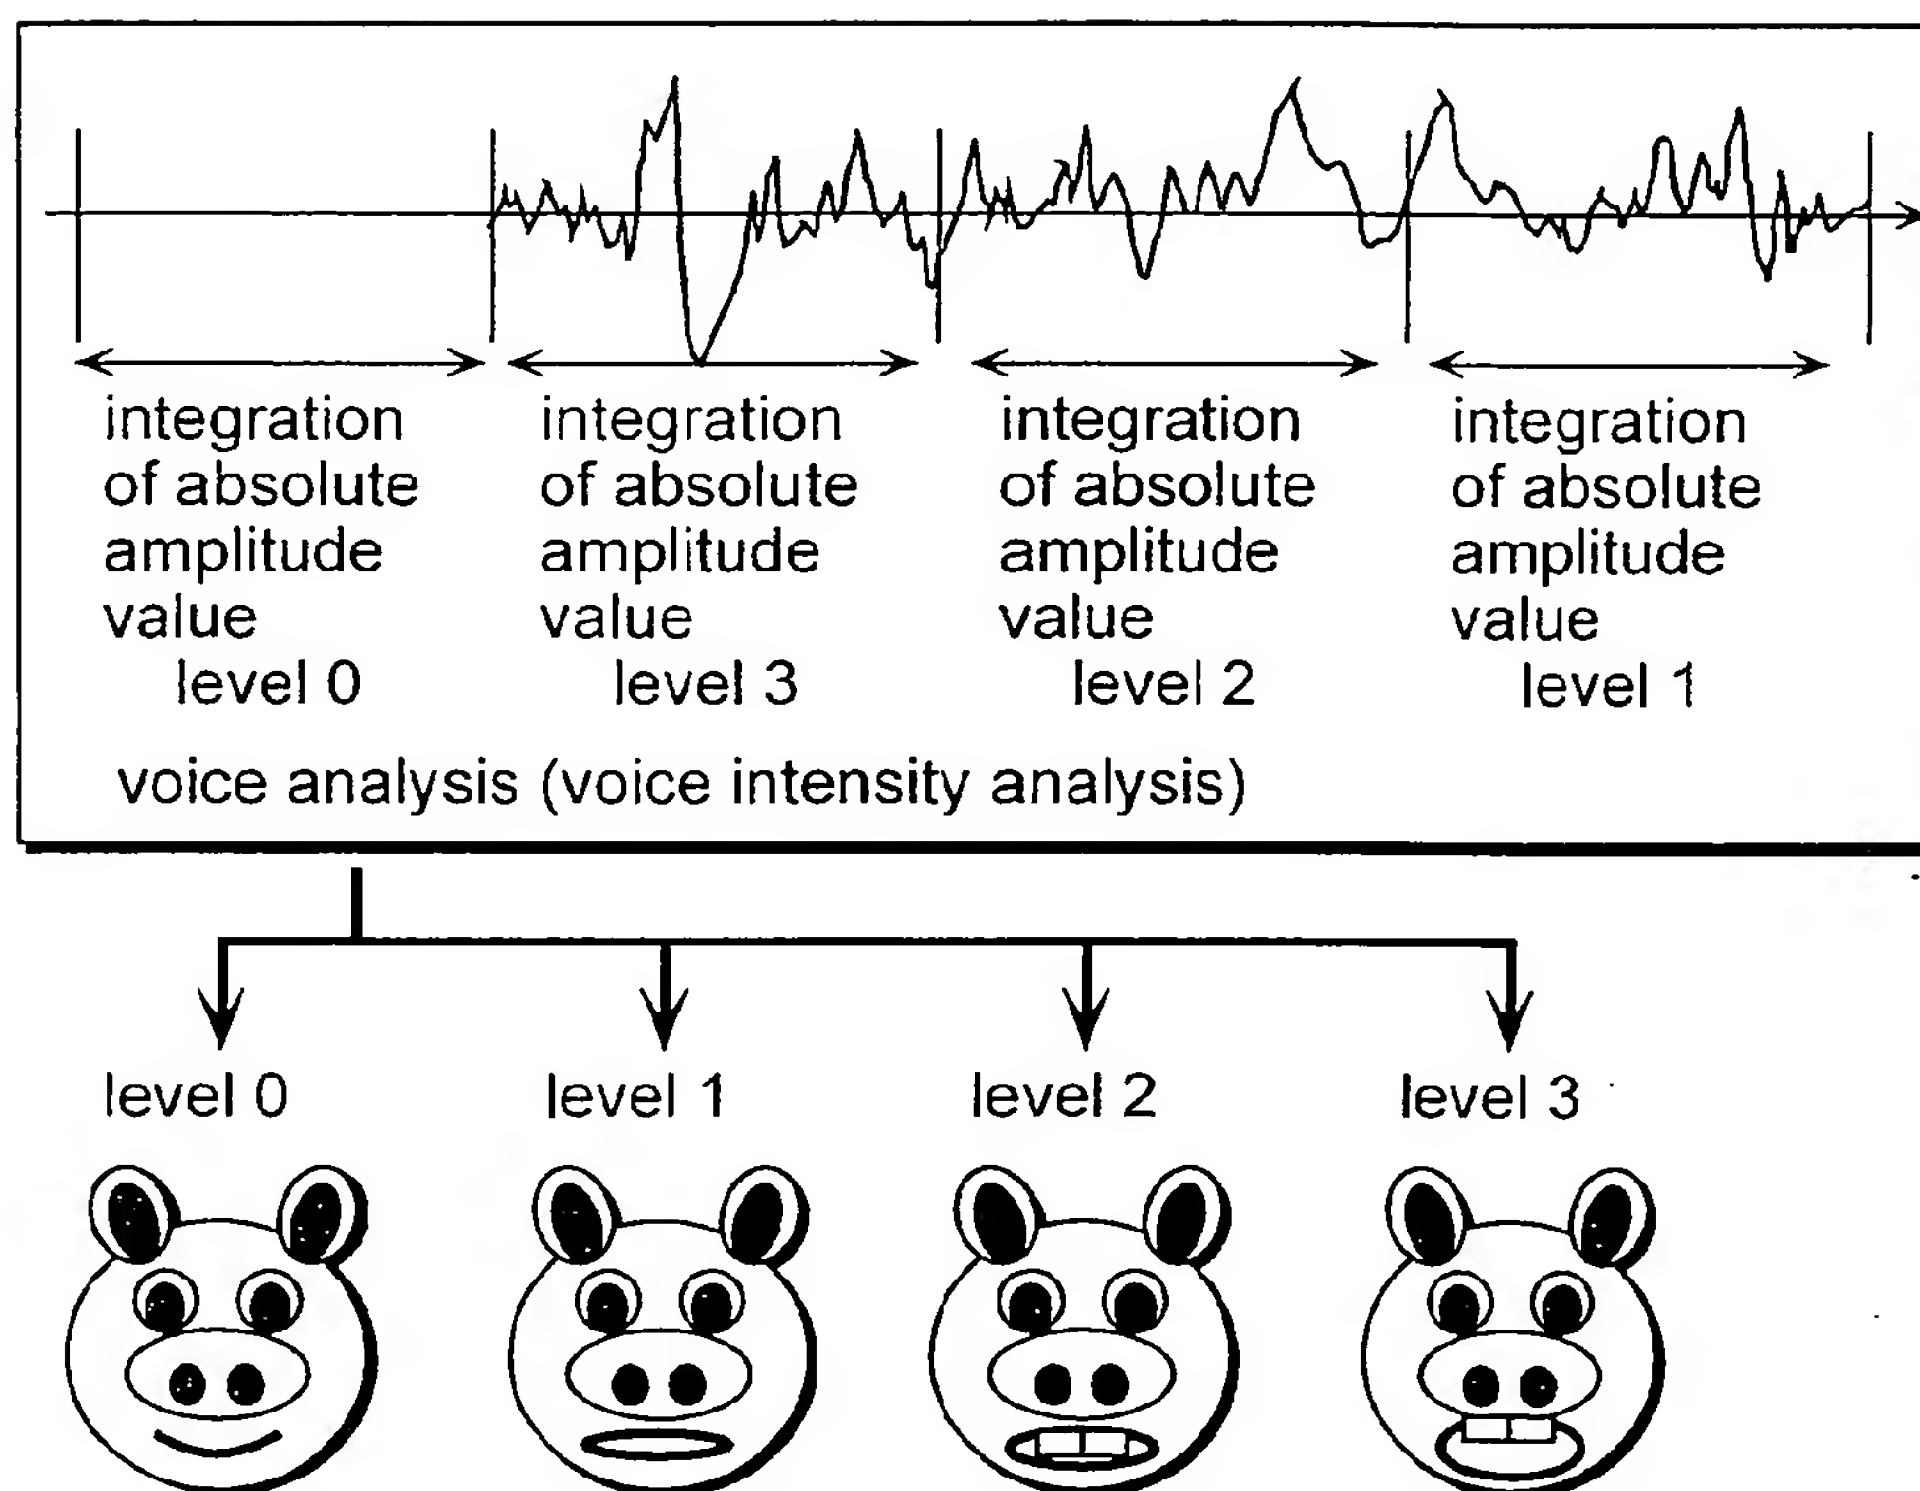 integration
of absolute
amplitude
value
level 0
integration
of absolute
amplitude
value
level 3
integration
of absolute
amplitude
value
level 2
integration
of absolute
amplitude
value
level 1
voice analysis (voice intensity analysis)
level 0
level 1
level 2
level 3